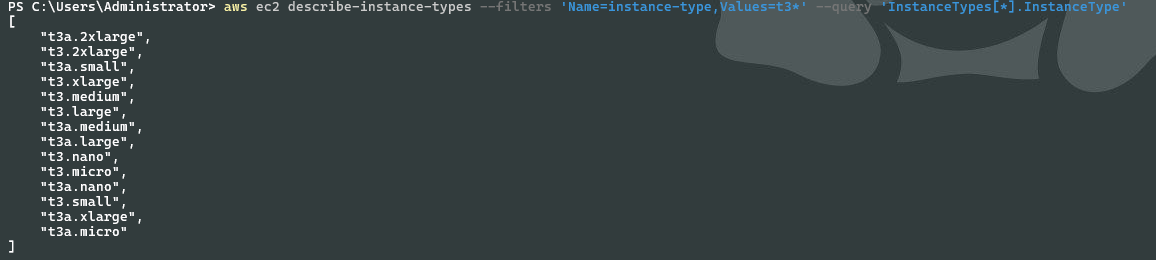 PS C:\Users\Administrator> aws ec2 describe-instance-types --filters 'Name=instance-type,Values=t3*' --query 'InstanceTypes[*].InstanceType'
[
    "t3a.2xlarge",
    "t3.2xlarge",
    "t3a.small",
    "t3.xlarge",
    "t3.medium",
    "t3.large",
    "t3a.medium",
    "t3a.large",
    "t3.nano",
    "t3.micro",
    "t3a.nano",
    "t3.small",
    "t3a.xlarge",
    "t3a.micro"
]